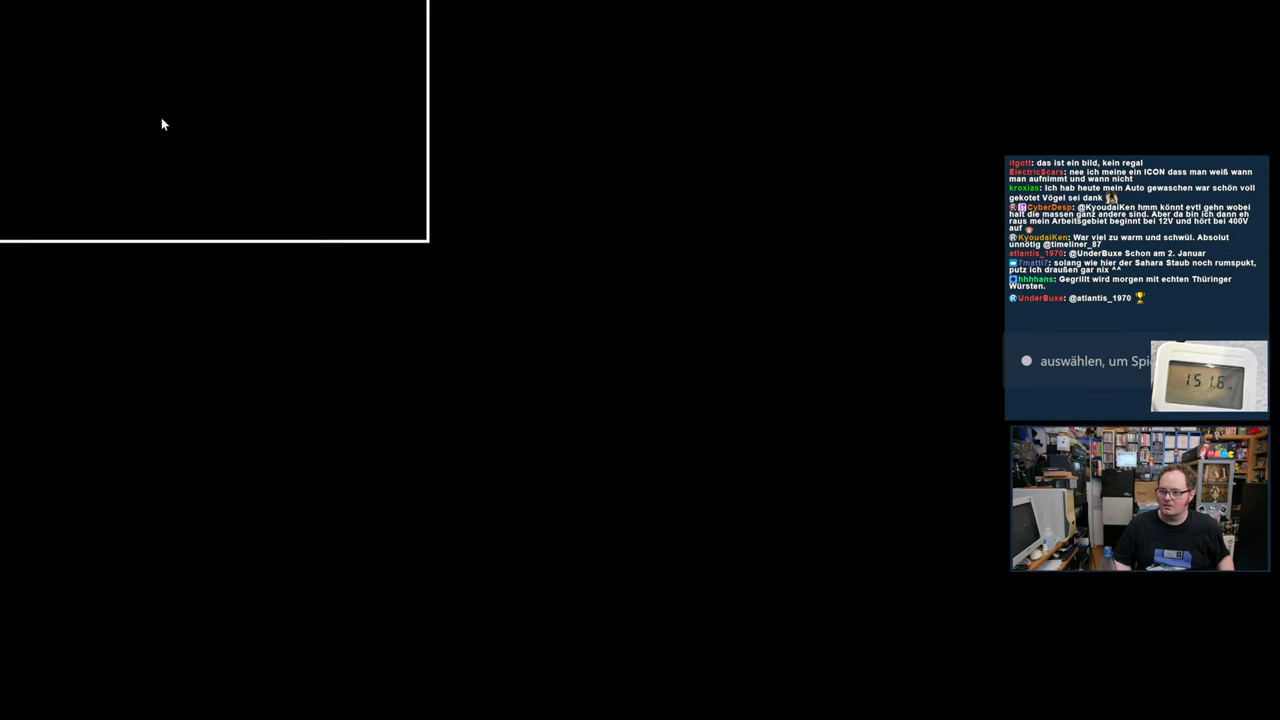 itgott: das ist ein bild, kein regal
ElectricScars: nee ich meine ein ICON dass man weiß wann
man aufnimmt und wann nicht
kroxias: Ich hab heute mein Auto gewaschen war schön voll
gekotet Vögel sei dank
CyberDesp: @KyoudaiKen hmm könnt evtl gehn wobei
halt die massen ganz andere sind. Aber da bin ich dann eh
raus mein Arbeitsgebiet beginnt bei 12V und hört bei 400V
auf
KyoudaiKen: War viel zu warm und schwül. Absolut
unnötig @timeliner_87
atlantis_1970: @UnderBuxe Schon am 2. Januar
7matti7: solang wie hier der Sahara Staub noch rumspukt,
putz ich draußen gar nix ^^
hhhhans: Gegrillt wird morgen mit echten Thüringer
Würsten.
UnderBuxe: @atlantis_1970
auswählen, um Spi
151.6